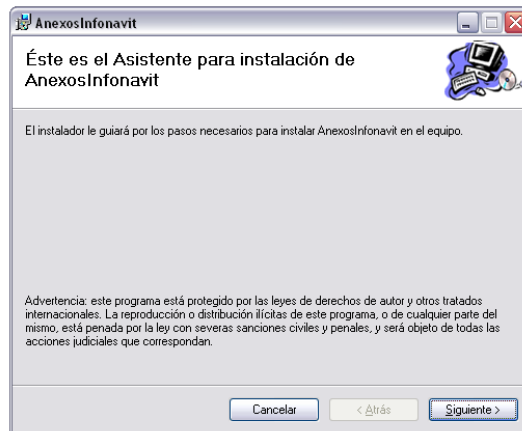 AnexosInfonavit
Éste es el Asistente para instalación de
AnexosInfonavit
El instalador le guiará por los pasos necesarios para instalar AnexosInfonavit en el equipo.
Advertencia: este programa está protegido por las leyes de derechos de autor y otros tratados
internacionales. La reproducción o distribución ilícitas de este programa, o de cualquier parte del
mismo, está penada por la ley con severas sanciones civiles y penales, y será objeto de todas las
acciones judiciales que correspondan.
Cancelar < Atrás Siguiente >